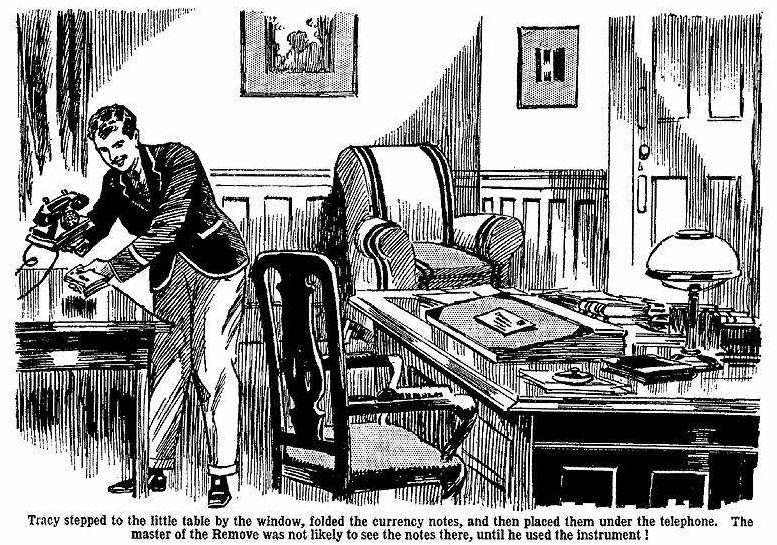 Tracy stepped to the little table by the window, folded the currency notes, and then placed them under the telephone. The
master of the Remove was not likely to see the notes there, until he used the instrument !